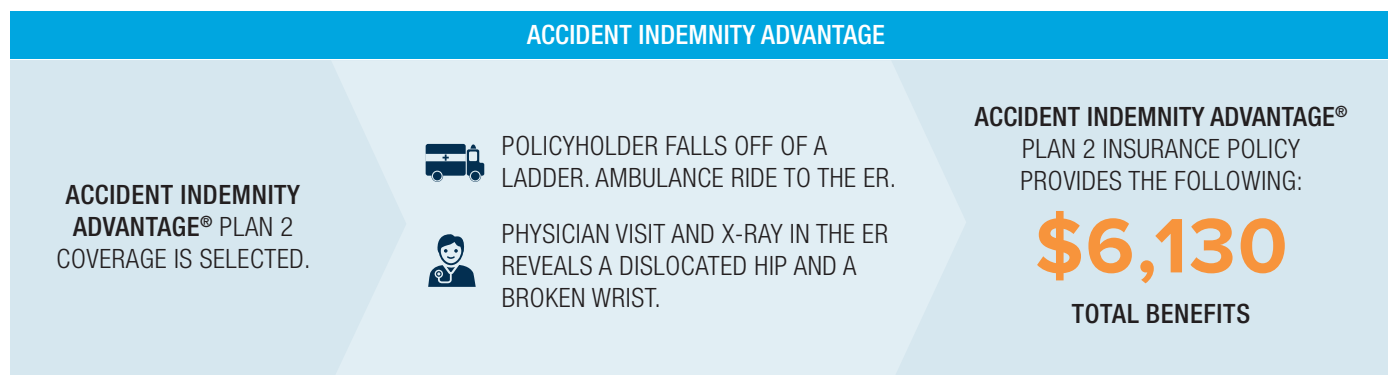 ACCIDENT INDEMNITY ADVANTAGE
ACCIDENT INDEMNITY
ADVANTAGE® PLAN 2
COVERAGE IS SELECTED.
POLICYHOLDER FALLS OFF OF A
LADDER. AMBULANCE RIDE TO THE ER.
PHYSICIAN VISIT AND X-RAY IN THE ER
REVEALS A DISLOCATED HIP AND A
BROKEN WRIST.
ACCIDENT INDEMNITY ADVANTAGE®
PLAN 2 INSURANCE POLICY
PROVIDES THE FOLLOWING:
$6,130
TOTAL BENEFITS